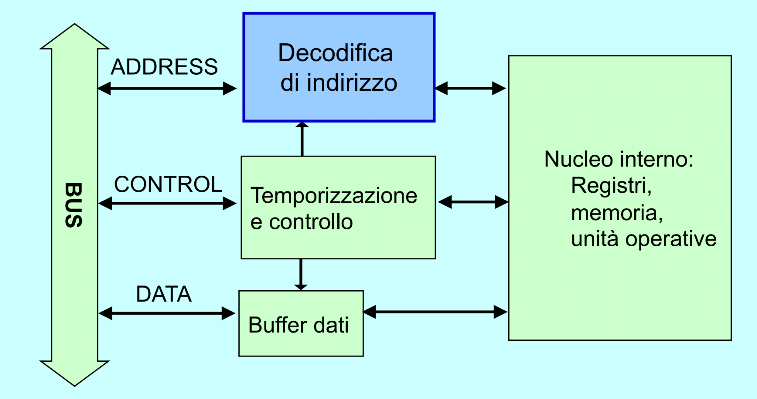 Decodifica
di indirizzo
ADDRESS
BUS
CONTROL
Temporizzazione
e controllo
Nucleo interno:
Registri,
memoria,
unità operative
DATA
Buffer dati